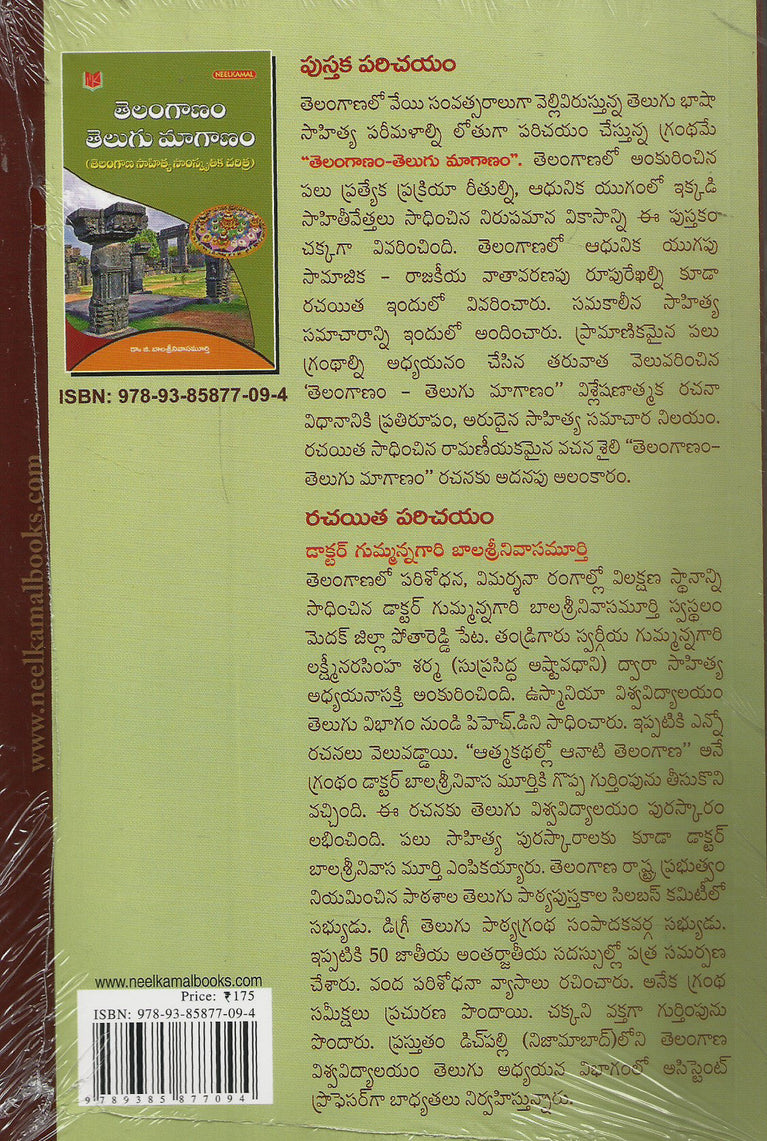 NEELKAMAL
తెలంగాణం
తెలుగు మాగాణం
(తెలంగాణ సాహిత్య సాంస్కృతిక చరిత్ర)
డా॥ జి. బాలశ్రీనివాసమూర్తి
ISBN: 978-93-85877-09-4
www.neelkamalbooks.com
పుస్తక పరిచయం
తెలంగాణలో వేయి సంవత్సరాలుగా వెల్లివిరుస్తున్న తెలుగు భాషా
సాహిత్య పరీమళాల్ని లోతుగా పరిచయం చేస్తున్న గ్రంథమే
“తెలంగాణం-తెలుగు మాగాణం”. తెలంగాణలో అంకురించిన
పలు ప్రత్యేక ప్రక్రియా రీతుల్ని, ఆధునిక యుగంలో ఇక్కడి
సాహితీవేత్తలు సాధించిన నిరుపమాన వికాసాన్ని ఈ పుస్తకం
చక్కగా వివరించింది. తెలంగాణలో ఆధునిక యుగపు
సామాజిక - రాజకీయ వాతావరణపు రూపురేఖల్ని కూడా
రచయిత ఇందులో వివరించారు. సమకాలీన సాహిత్య
సమాచారాన్ని ఇందులో అందించారు. ప్రామాణికమైన పలు
గ్రంథాల్ని అధ్యయనం చేసిన తరువాత వెలువరించిన
‘తెలంగాణం - తెలుగు మాగాణం” విశ్లేషణాత్మక రచనా
విధానానికి ప్రతిరూపం, అరుదైన సాహిత్య సమాచార నిలయం.
రచయిత సాధించిన రామణీయకమైన వచన శైలి “తెలంగాణం-
తెలుగు మాగాణం” రచనకు అదనపు అలంకారం.
రచయిత పరిచయం
డాక్టర్ గుమ్మన్నగారి బాలశ్రీనివాసమూర్తి
తెలంగాణలో పరిశోధన, విమర్శనా రంగాల్లో విలక్షణ స్థానాన్ని
సాధించిన డాక్టర్ గుమ్మన్నగారి బాలశ్రీనివాసమూర్తి స్వస్థలం
మెదక్ జిల్లా పోతారెడ్డి పేట. తండ్రిగారు స్వర్గీయ గుమ్మన్నగారి
లక్ష్మీనరసింహ శర్మ (సుప్రసిద్ధ అష్టావధాని) ద్వారా సాహిత్య
అధ్యయనాసక్తి అంకురించింది. ఉస్మానియా విశ్వవిద్యాలయం
తెలుగు విభాగం నుండి పిహెచ్.డిని సాధించారు. ఇప్పటికి ఎన్నో
రచనలు వెలువడ్డాయి. “ఆత్మకథల్లో ఆనాటి తెలంగాణ” అనే
గ్రంథం డాక్టర్ బాలశ్రీనివాస మూర్తికి గొప్ప గుర్తింపును తీసుకొని
వచ్చింది. ఈ రచనకు తెలుగు విశ్వవిద్యాలయం పురస్కారం
లభించింది. పలు సాహిత్య పురస్కారాలకు కూడా డాక్టర్
బాలశ్రీనివాస మూర్తి ఎంపికయ్యారు. తెలంగాణ రాష్ట్ర ప్రభుత్వం
నియమించిన పాఠశాల తెలుగు పాఠ్యపుస్తకాల సిలబస్ కమిటీలో
సభ్యుడు. డిగ్రీ తెలుగు పాఠ్యగ్రంథ సంపాదకవర్గ సభ్యుడు.
ఇప్పటికి 50 జాతీయ అంతర్జాతీయ సదస్సుల్లో పత్ర సమర్పణ
చేశారు. వంద పరిశోధనా వ్యాసాలు రచించారు. అనేక గ్రంథ
సమీక్షలు ప్రచురణ పొందాయి. చక్కని వక్తగా గుర్తింపును
పొందారు. ప్రస్తుతం డిచ్‌పల్లి (నిజామాబాద్)లోని తెలంగాణ
విశ్వవిద్యాలయం తెలుగు అధ్యయన విభాగంలో అసిస్టెంట్
ప్రొఫెసర్‌గా బాధ్యతలు నిర్వహిస్తున్నారు.
www.neelkamalbooks.com
Price: ₹175
ISBN: 978-93-85877-09-4
9 789385 877094